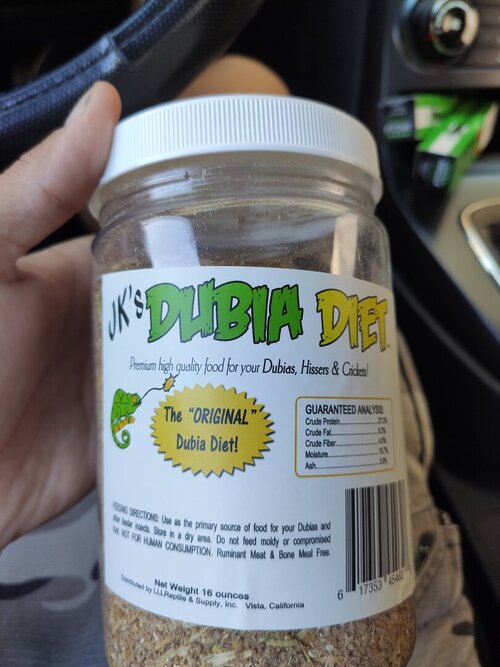 JK's DUBIA DIET
Premium high quality food for your Dubias, Hissers & Crickets!
The "ORIGINAL"
Dubia Diet!
GUARANTEED ANALYSIS:
Crude Protein
Crude Fat
Crude Fiber
Moisture
Ash
FEEDING DIRECTIONS: Use as the primary source of food for your Dubias and
other feeder insects. Store in a dry area. Do not feed moldy or compromised
food. NOT FOR HUMAN CONSUMPTION. Ruminant Meat & Bone Meal Free.
Net Weight 16 ounces
Distributed by LLLReptile & Supply, Inc. Vista, California
6 17353